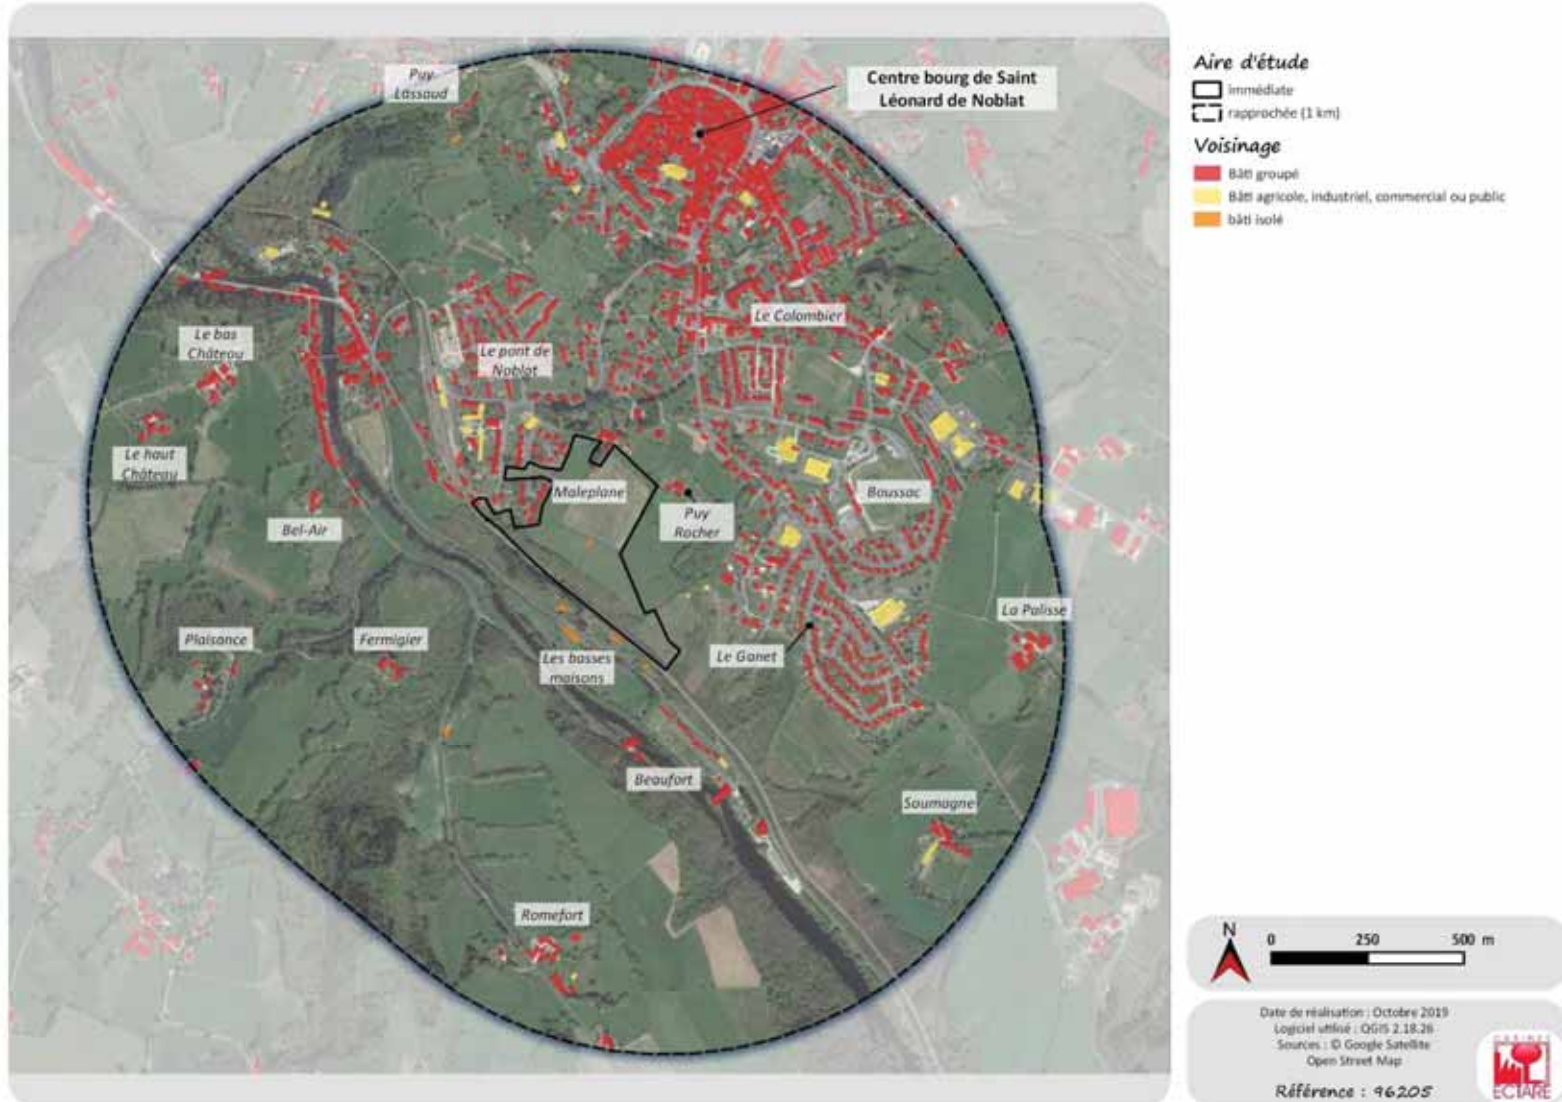 Puy
Lassaud
Centre bourg de Saint
Léonard de Noblat
Le bas
Château
Le Colombier
Le pont de
Noblat
Le haut
Château
Maleplane
Boussac
Bel-Air
Puy
Rocher
La Palisse
Plaisance
Fermigier
Les basses
maisons
Le Ganet
Beaufort
Soumagne
Romefort
Aire d'étude
immédiate
rapprochée (1 km)
Voisinage
Bâti groupé
Bâti agricole, industriel, commercial ou public
bâti isolé
N
0 250 500 m
Date de réalisation : Octobre 2019
Logiciel utilisé : QGIS 2.18.26
Sources : © Google Satellite
Open Street Map
Référence : 96205
CABINET
ECTARE